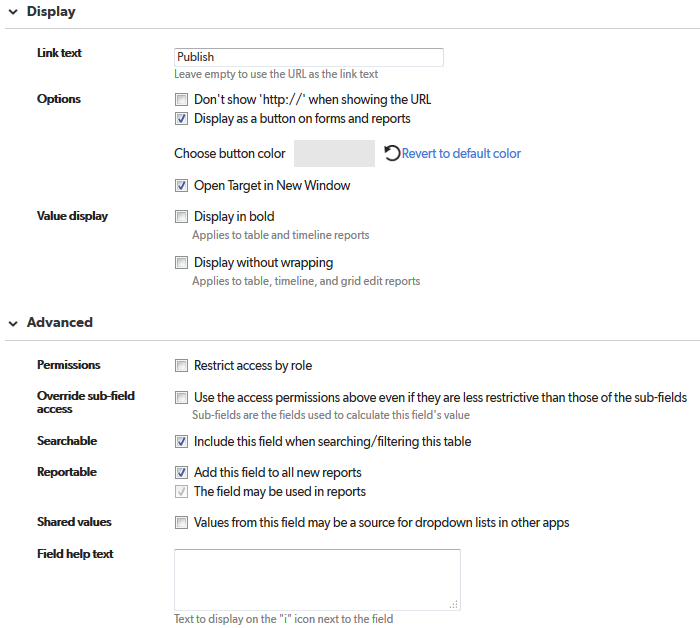 Display
Link text
Publish
Leave empty to use the URL as the link text
Options
Don't show 'http://' when showing the URL
Display as a button on forms and reports
Choose button color
Revert to default color
Open Target in New Window
Value display
Display in bold
Applies to table and timeline reports
Display without wrapping
Applies to table, timeline, and grid edit reports
Advanced
Permissions
Restrict access by role
Override sub-field
access
Use the access permissions above even if they are less restrictive than those of the sub-fields
Sub-fields are the fields used to calculate this field's value
Searchable
Include this field when searching/filtering this table
Reportable
Add this field to all new reports
The field may be used in reports
Shared values
Values from this field may be a source for dropdown lists in other apps
Field help text
Text to display on the "i" icon next to the field